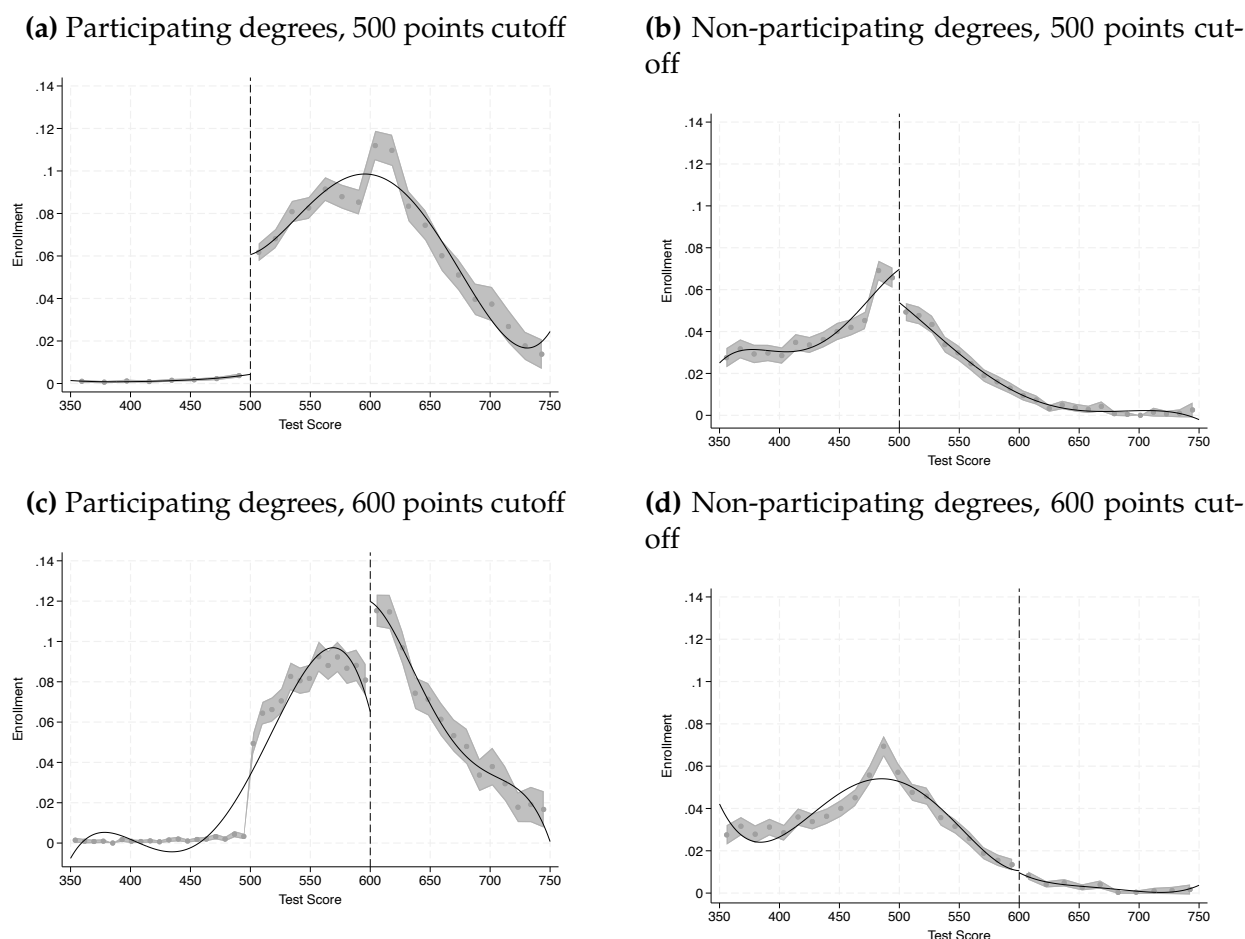 (a) Participating degrees, 500 points cutoff
.14
.12
.1
.08
.06
.04
.02
0
Enrollment
350 400 450 500 550 600 650 700 750
Test Score
(b) Non-participating degrees, 500 points cut-
off
.14
.12
.1
.08
.06
.04
.02
0
Enrollment
350 400 450 500 550 600 650 700 750
Test Score
(c) Participating degrees, 600 points cutoff
.14
.12
.1
.08
.06
.04
.02
0
Enrollment
350 400 450 500 550 600 650 700 750
Test Score
(d) Non-participating degrees, 600 points cut-
off
.14
.12
.1
.08
.06
.04
.02
0
Enrollment
350 400 450 500 550 600 650 700 750
Test Score